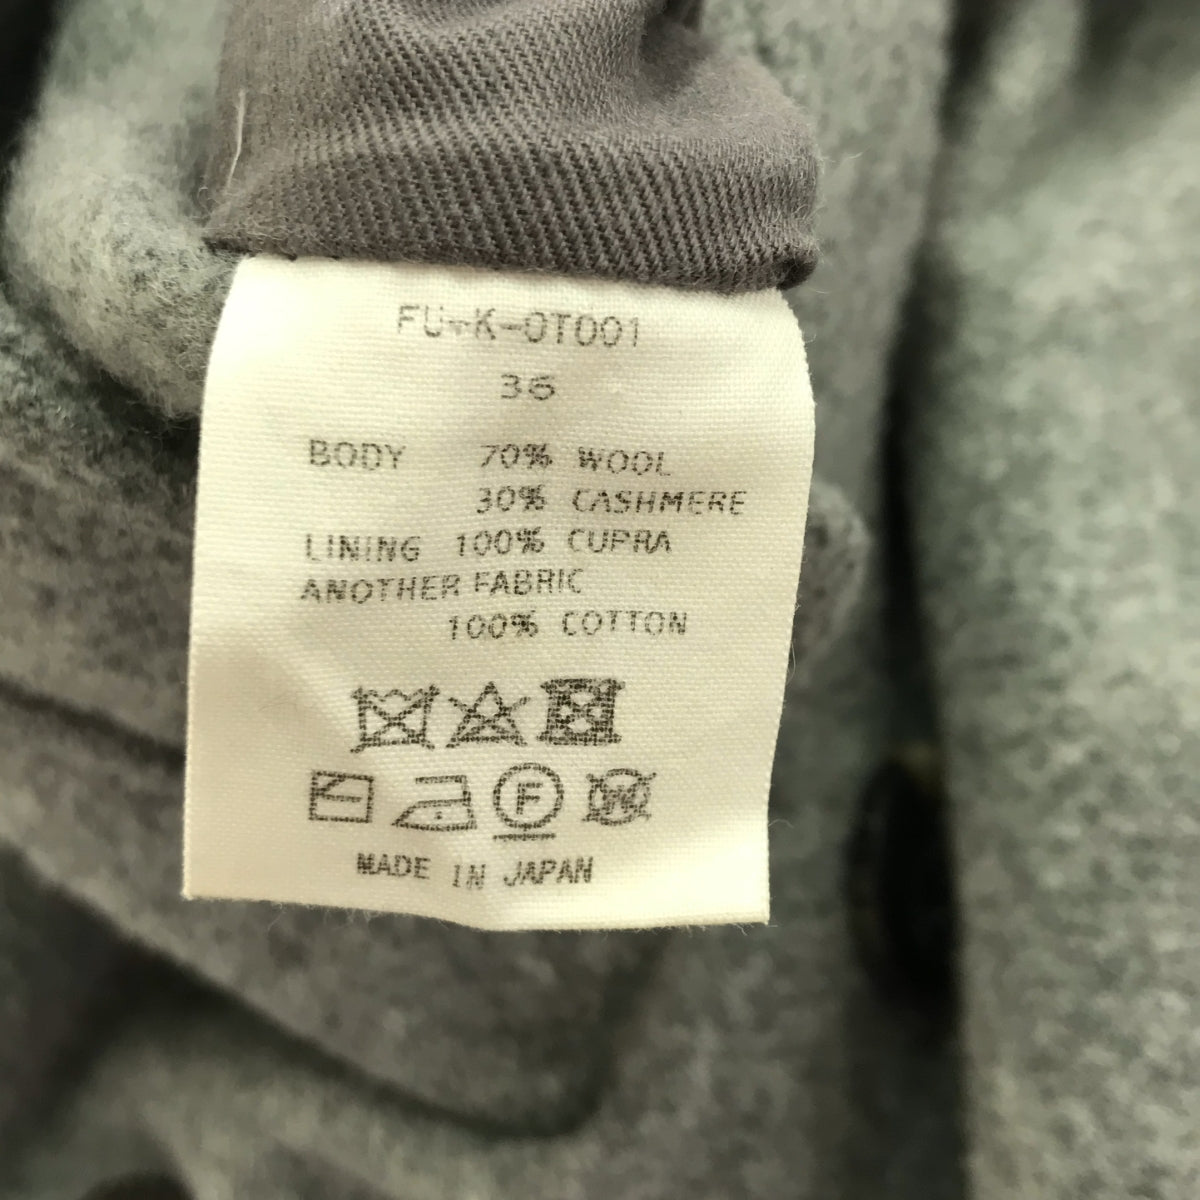 FU-K-OT001
36
BODY 70% WOOL
30% CASHMERE
LINING 100% CUPRA
ANOTHER FABRIC
100% COTTON
F W
MADE IN JAPAN